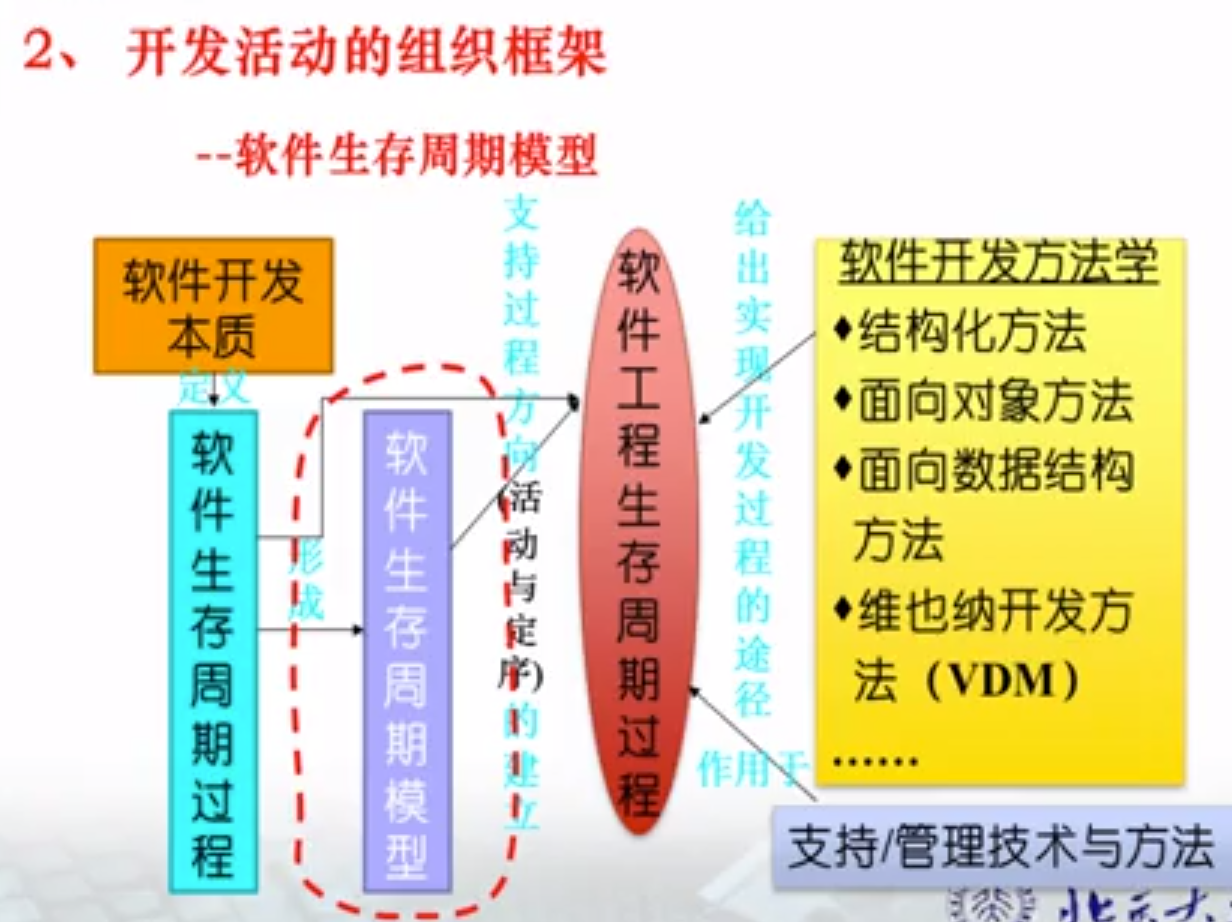 2、 开发活动的组织框架
--软件生存周期模型
软件开发
本质
定义
软件生存周期过程
形成
软件生存周期模型
支持过程方向(活动与定序)的建立
软件工程生存周期过程
给出实现开发过程的途径
作用于
软件开发方法学
♦结构化方法
♦面向对象方法
♦面向数据结构
方法
♦维也纳开发方
法（VDM）
……
支持/管理技术与方法